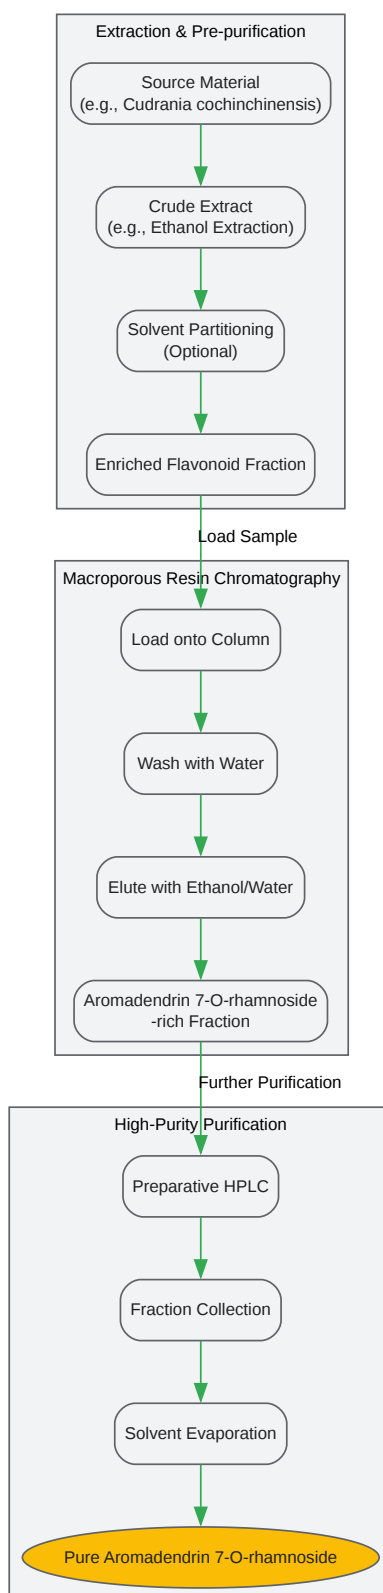 Extraction & Pre-purification
Source Material
(e.g., Cudrania cochinchinensis)
Crude Extract
(e.g., Ethanol Extraction)
Solvent Partitioning
(Optional)
Enriched Flavonoid Fraction
Load Sample
Macroporous Resin Chromatography
Load onto Column
Wash with Water
Elute with Ethanol/Water
Aromadendrin 7-O-rhamnoside
-rich Fraction
Further Purification
High-Purity Purification
Preparative HPLC
Fraction Collection
Solvent Evaporation
Pure Aromadendrin 7-O-rhamnoside